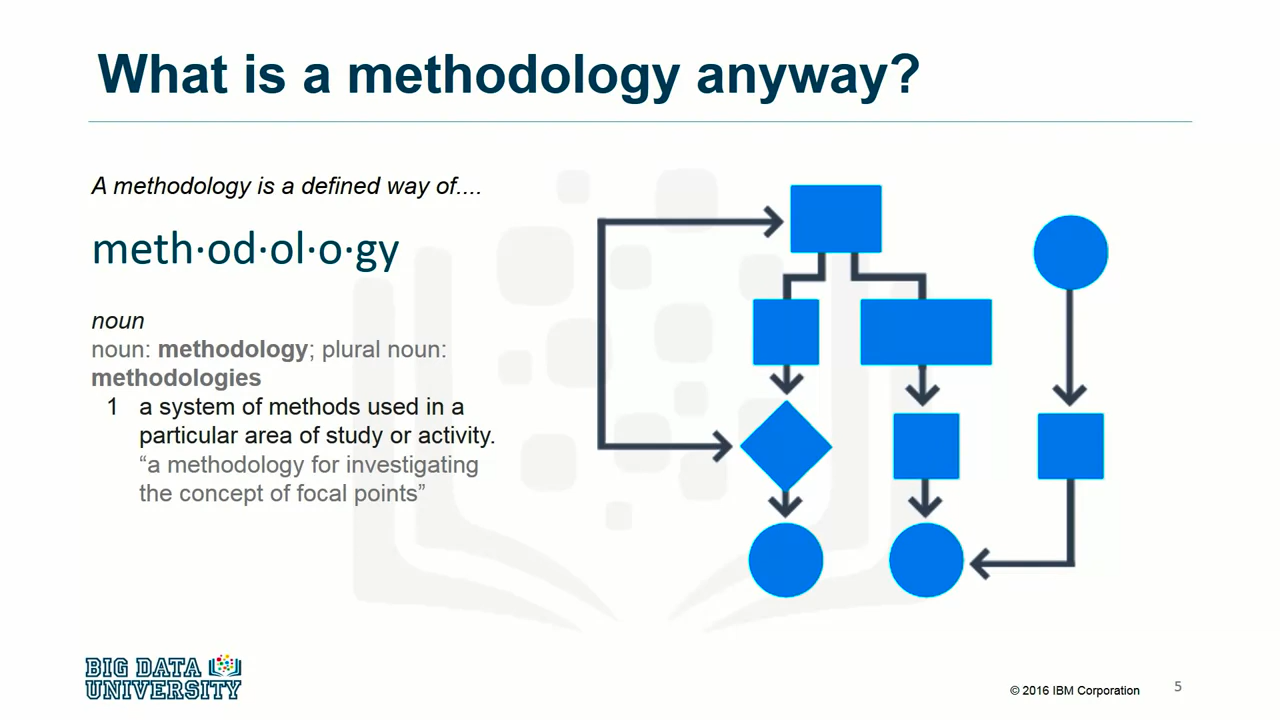 What is a methodology anyway?
A methodology is a defined way of....
meth·od·ol·o·gy
noun
noun: methodology; plural noun:
methodologies
1 a system of methods used in a
particular area of study or activity.
“a methodology for investigating
the concept of focal points”
BIG DATA
UNIVERSITY
© 2016 IBM Corporation
5